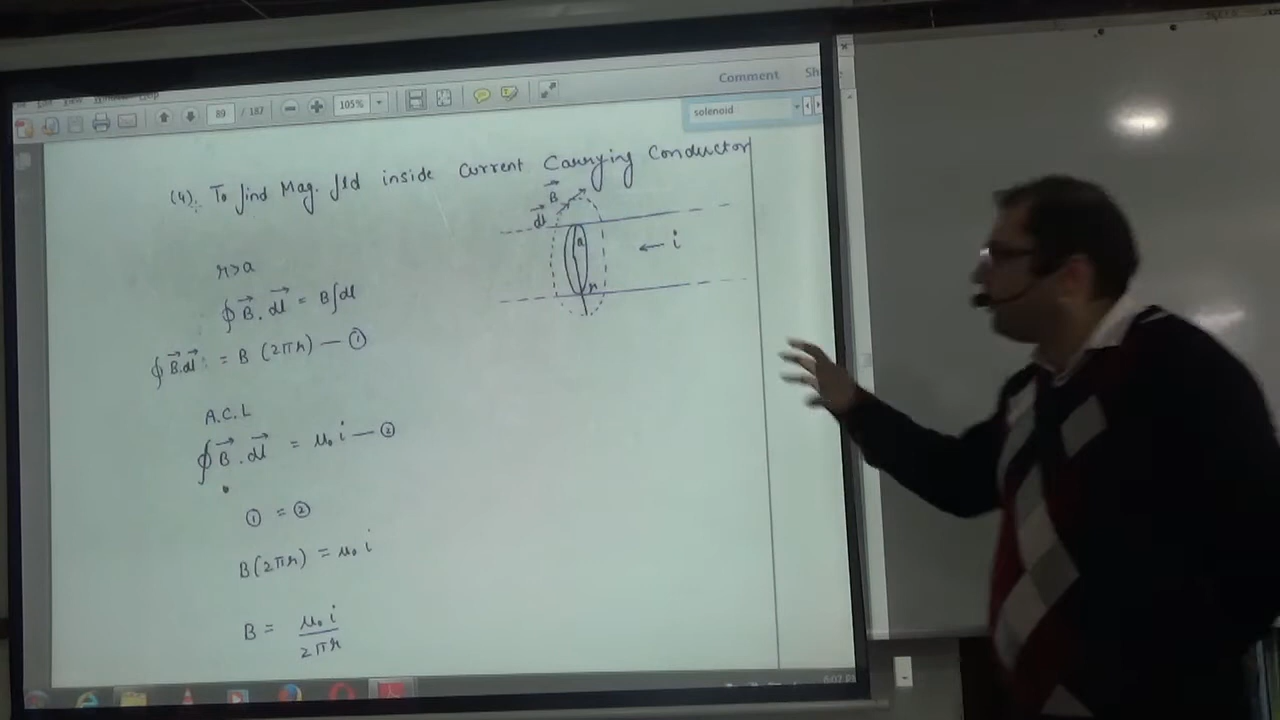 Comment
89 / 187
105%
solenoid
(4). To find Mag. fld inside Current Carrying Conductor
B
dl
a
← i
r
r>a
∮ B⃗ . dl⃗ = B∫dl
∮ B⃗.dl⃗ = B (2πr) — ①
A.C.L
∮ B⃗ . dl⃗ = μ₀ i — ②
① = ②
B(2πr) = μ₀ i
B = μ₀ i / 2πr